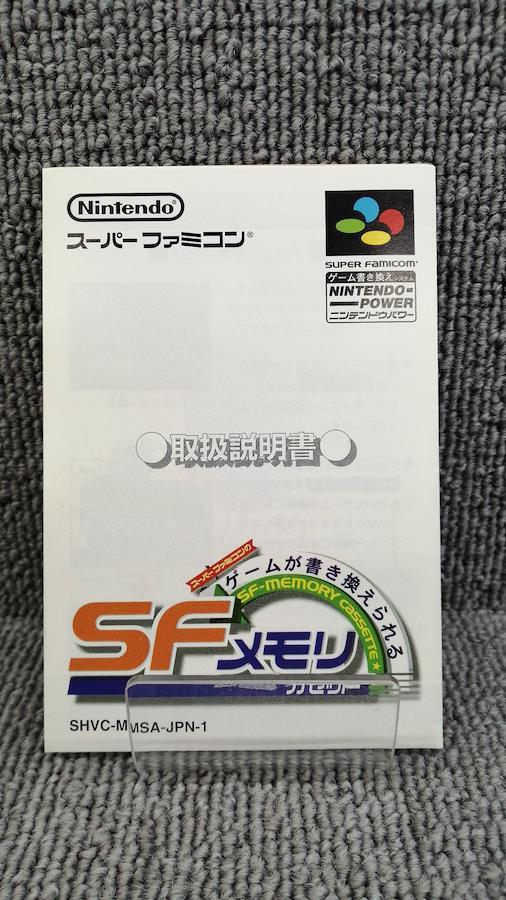 Nintendo®
スーパーファミコン®
SUPER FAMICOM®
ゲーム書き換えシステム
NINTENDO
POWER
ニンテンドウパワー
●取扱説明書●
スーパーファミコンの
ゲームが書き換えられる
SF-MEMORY CASSETTE★
SFメモリ
カセット
SHVC-MMSA-JPN-1